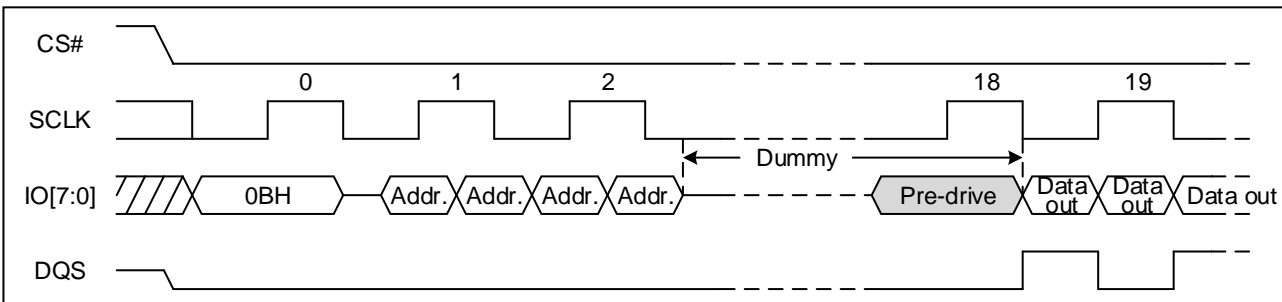 CS#
0 1 2 18 19
SCLK
Dummy
IO[7:0] 0BH Addr. Addr. Addr. Addr. Pre-drive Data out Data out Data out
DQS